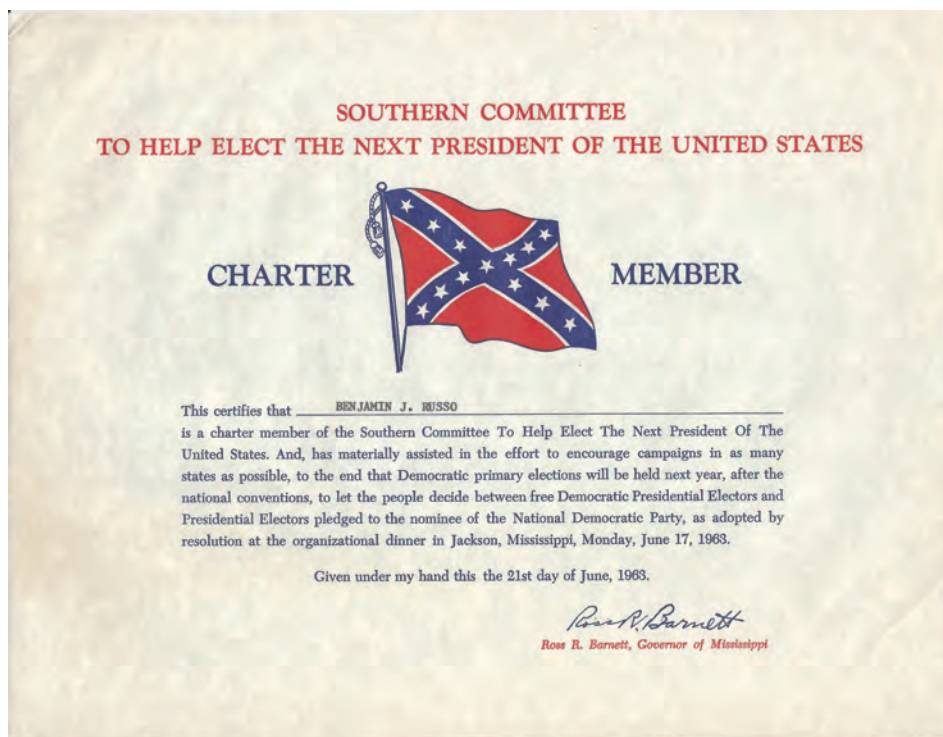 SOUTHERN COMMITTEE
TO HELP ELECT THE NEXT PRESIDENT OF THE UNITED STATES
CHARTER MEMBER
This certifies that BENJAMIN J. RUSSO
is a charter member of the Southern Committee To Help Elect The Next President Of The
United States. And, has materially assisted in the effort to encourage campaigns in as many
states as possible, to the end that Democratic primary elections will be held next year, after the
national conventions, to let the people decide between free Democratic Presidential Electors and
Presidential Electors pledged to the nominee of the National Democratic Party, as adopted by
resolution at the organizational dinner in Jackson, Mississippi, Monday, June 17, 1963.
Given under my hand this the 21st day of June, 1963.
Ross R. Barnett
Ross R. Barnett, Governor of Mississippi